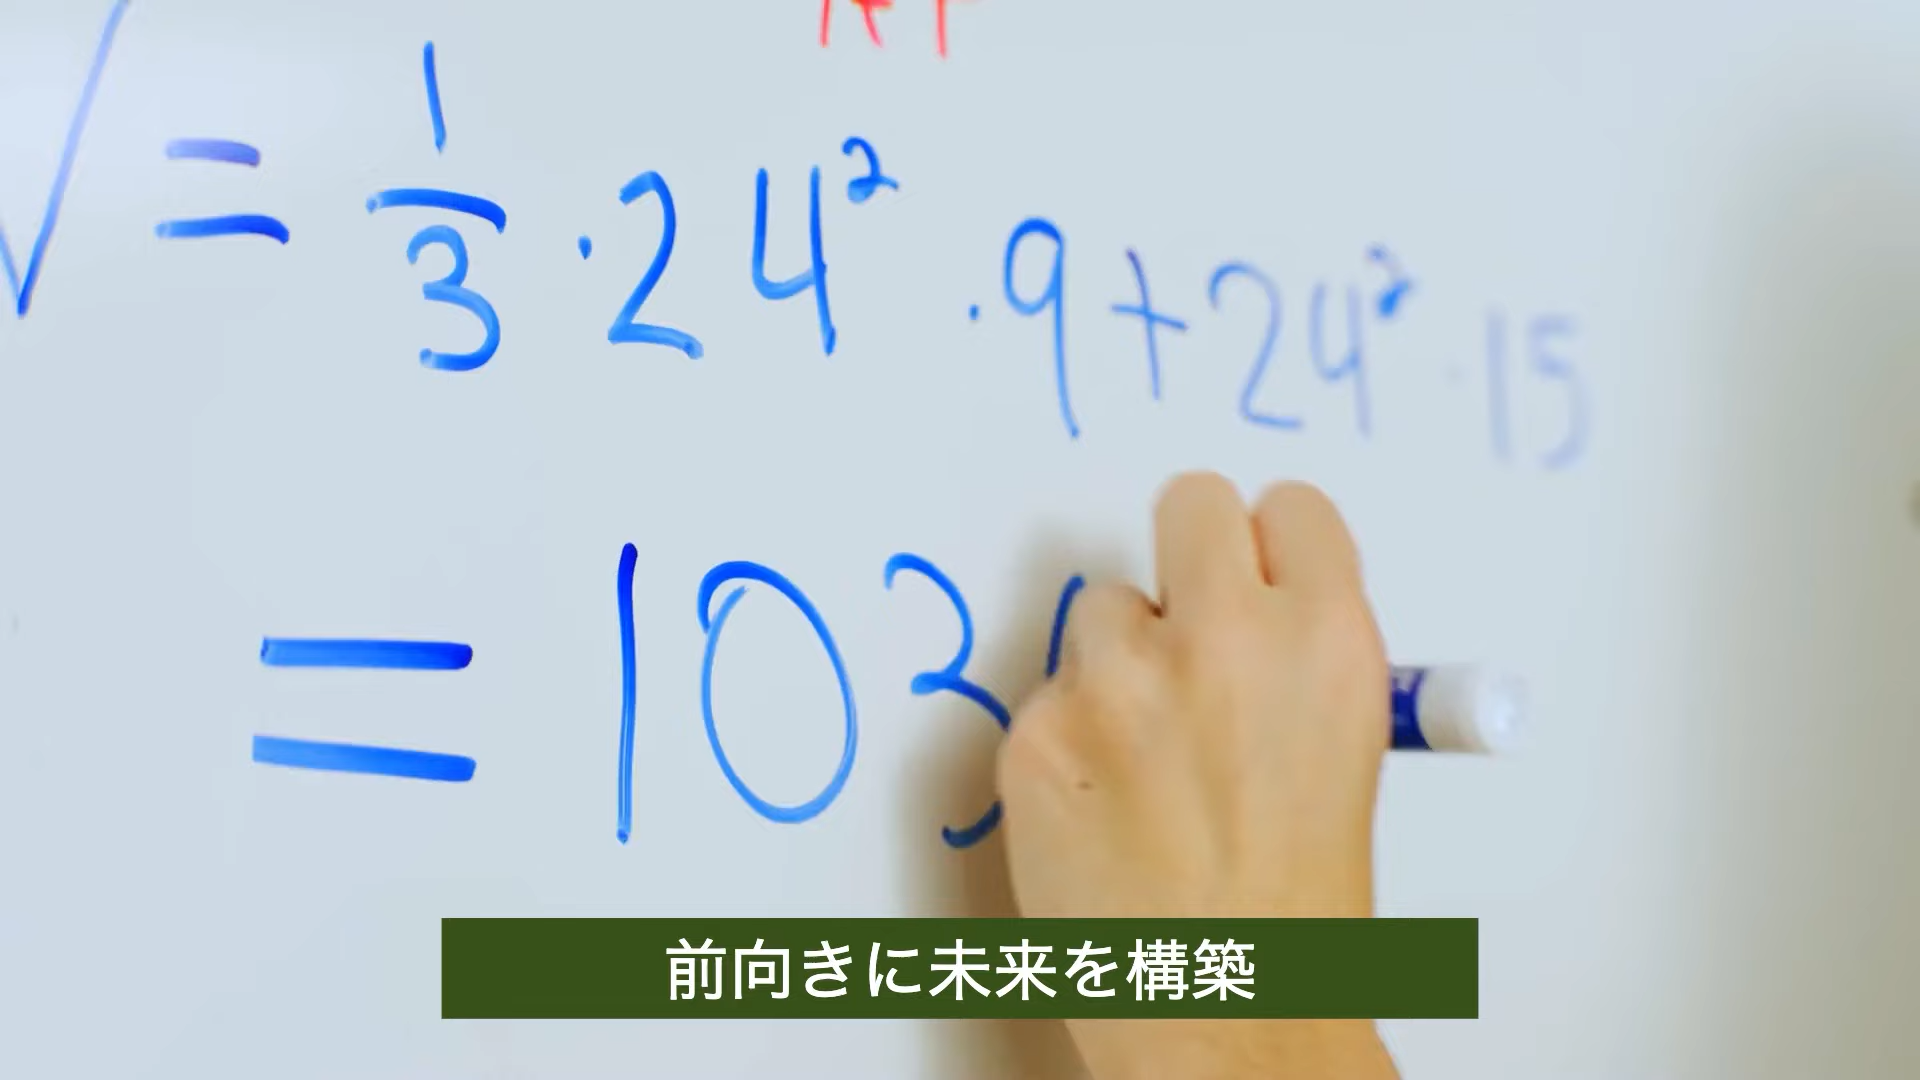 V = 1/3 · 24² · 9 + 24² · 15
= 103
前向きに未来を構築